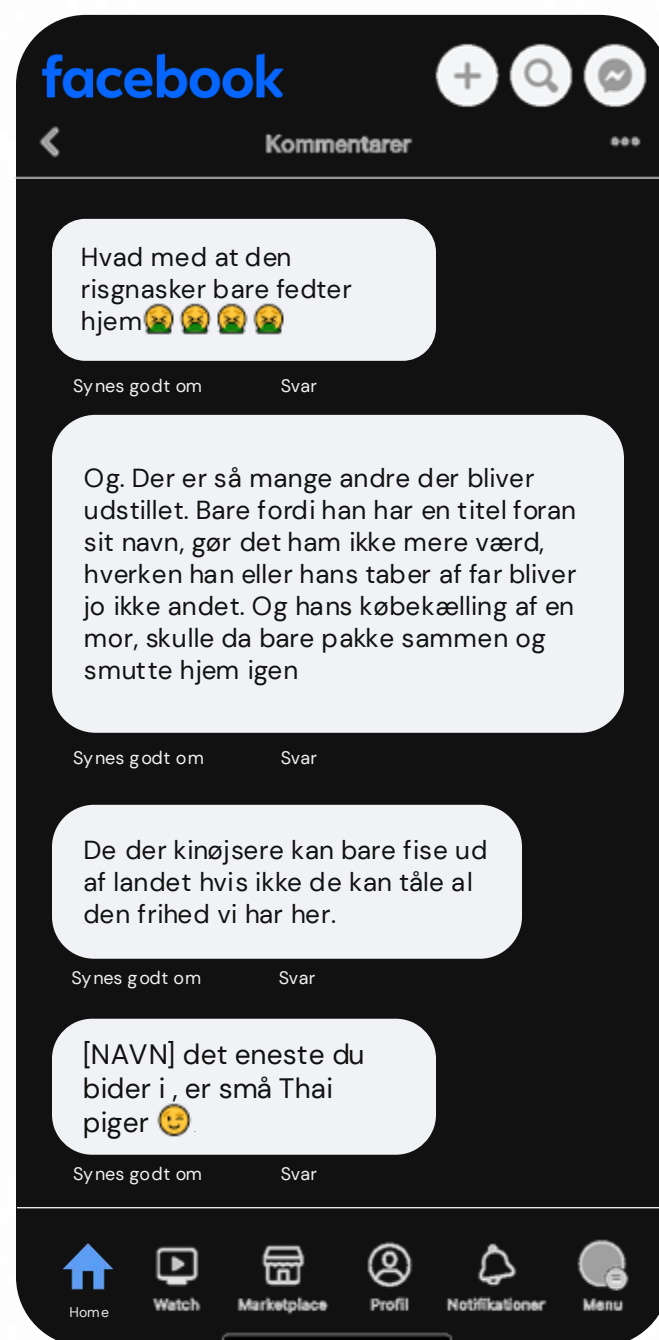 facebook
Kommentarer
Hvad med at den
risgnasker bare fedter
hjem🤮🤮🤮🤮
Synes godt om Svar
Og. Der er så mange andre der bliver
udstillet. Bare fordi han har en titel foran
sit navn, gør det ham ikke mere værd,
hverken han eller hans taber af far bliver
jo ikke andet. Og hans købekælling af en
mor, skulle da bare pakke sammen og
smutte hjem igen
Synes godt om Svar
De der kinøjsere kan bare fise ud
af landet hvis ikke de kan tåle al
den frihed vi har her.
Synes godt om Svar
[NAVN] det eneste du
bider i , er små Thai
piger 😉
Synes godt om Svar
Home Watch Marketplace Profil Notifikationer Menu